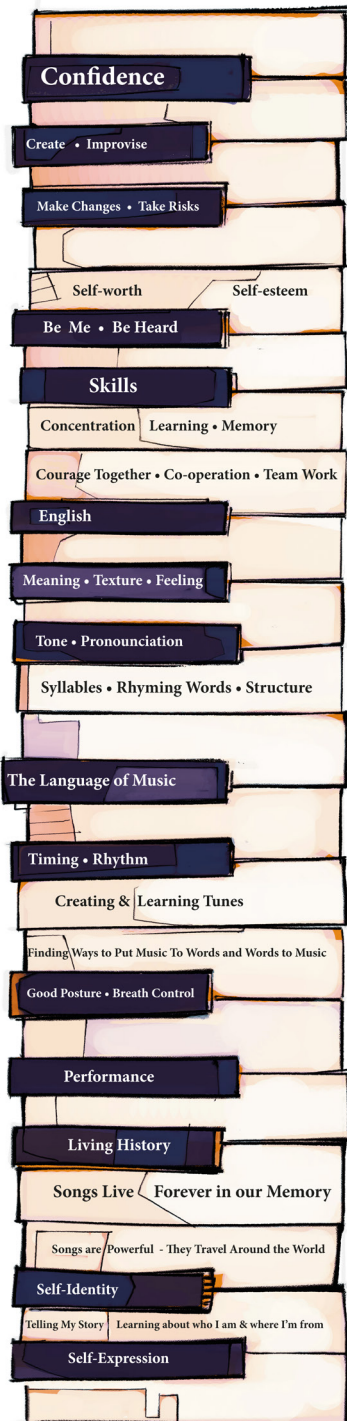 Confidence
Create • Improvise
Make Changes • Take Risks
Self-worth Self-esteem
Be Me • Be Heard
Skills
Concentration Learning • Memory
Courage Together • Co-operation • Team Work
English
Meaning • Texture • Feeling
Tone • Pronounciation
Syllables • Rhyming Words • Structure
The Language of Music
Timing • Rhythm
Creating & Learning Tunes
Finding Ways to Put Music To Words and Words to Music
Good Posture • Breath Control
Performance
Living History
Songs Live Forever in our Memory
Songs are Powerful - They Travel Around the World
Self-Identity
Telling My Story Learning about who I am & where I'm from
Self-Expression